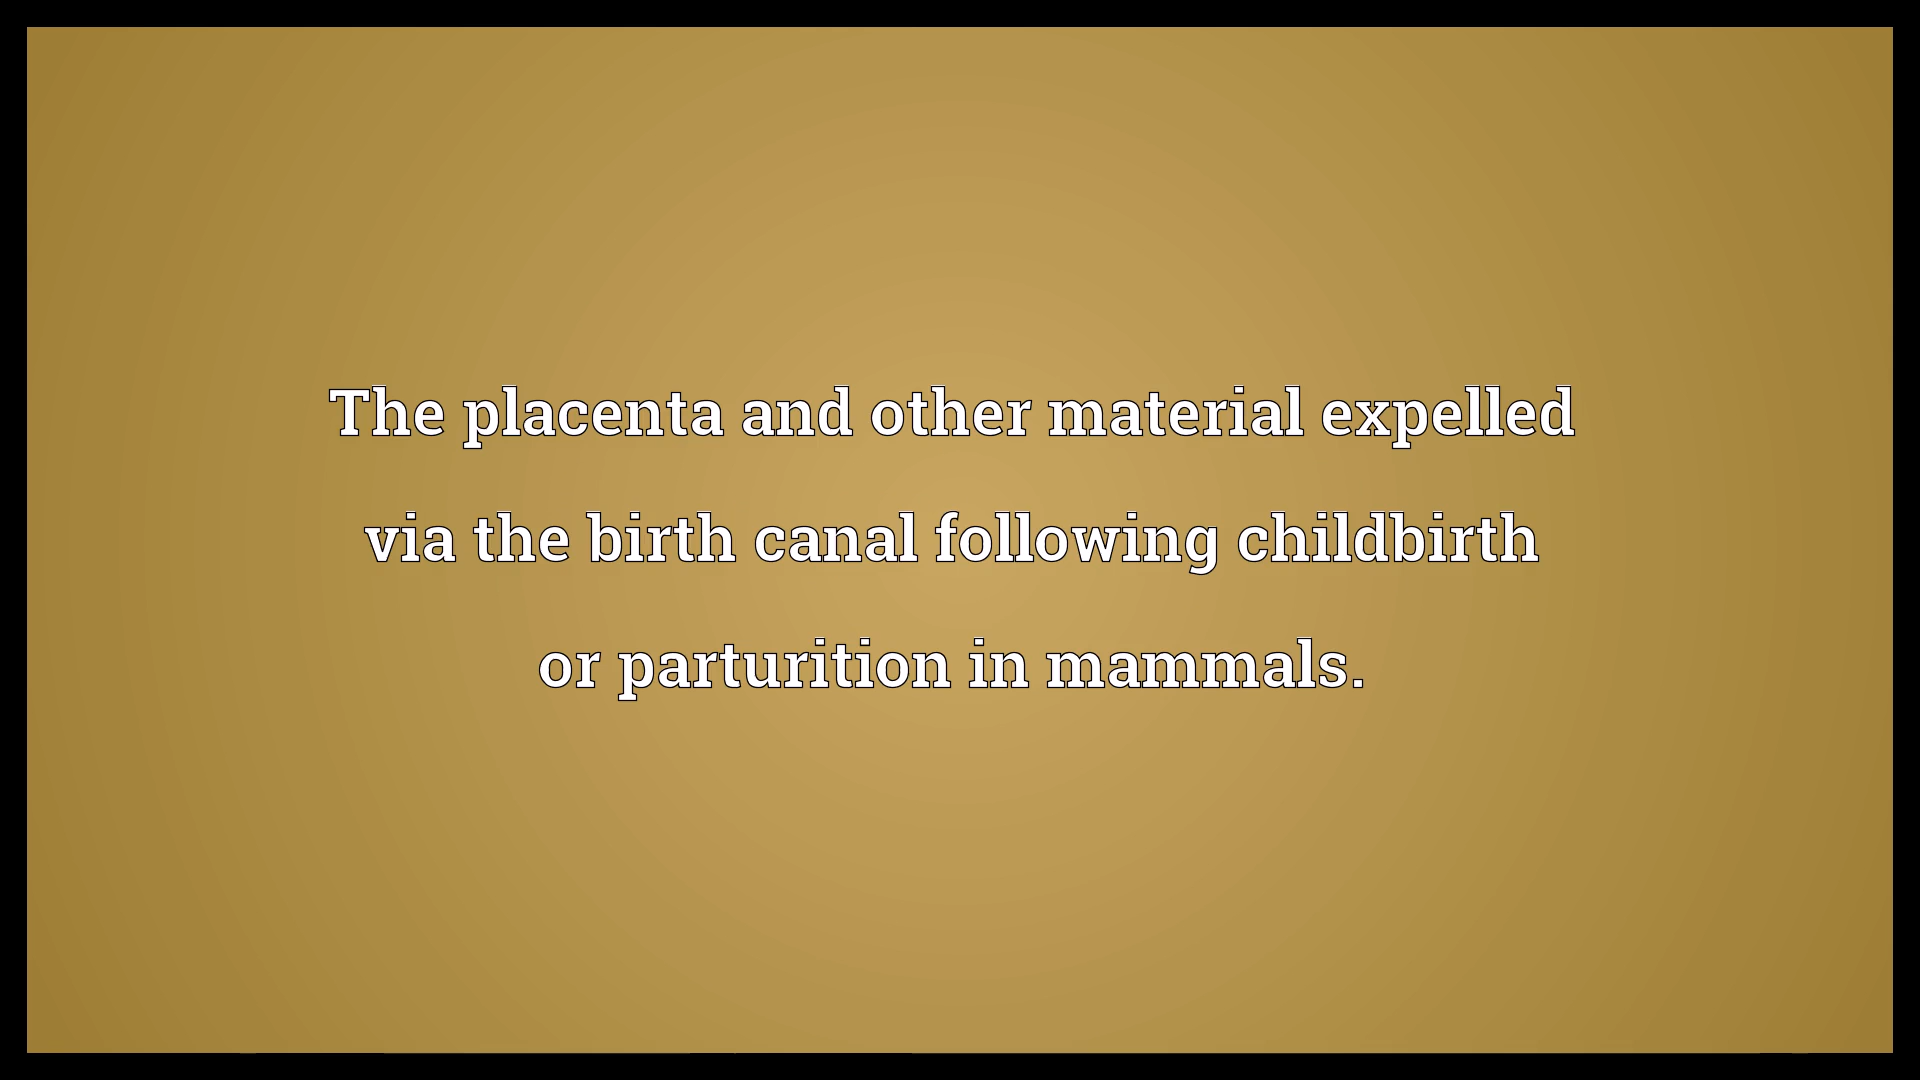 The placenta and other material expelled
via the birth canal following childbirth
or parturition in mammals.